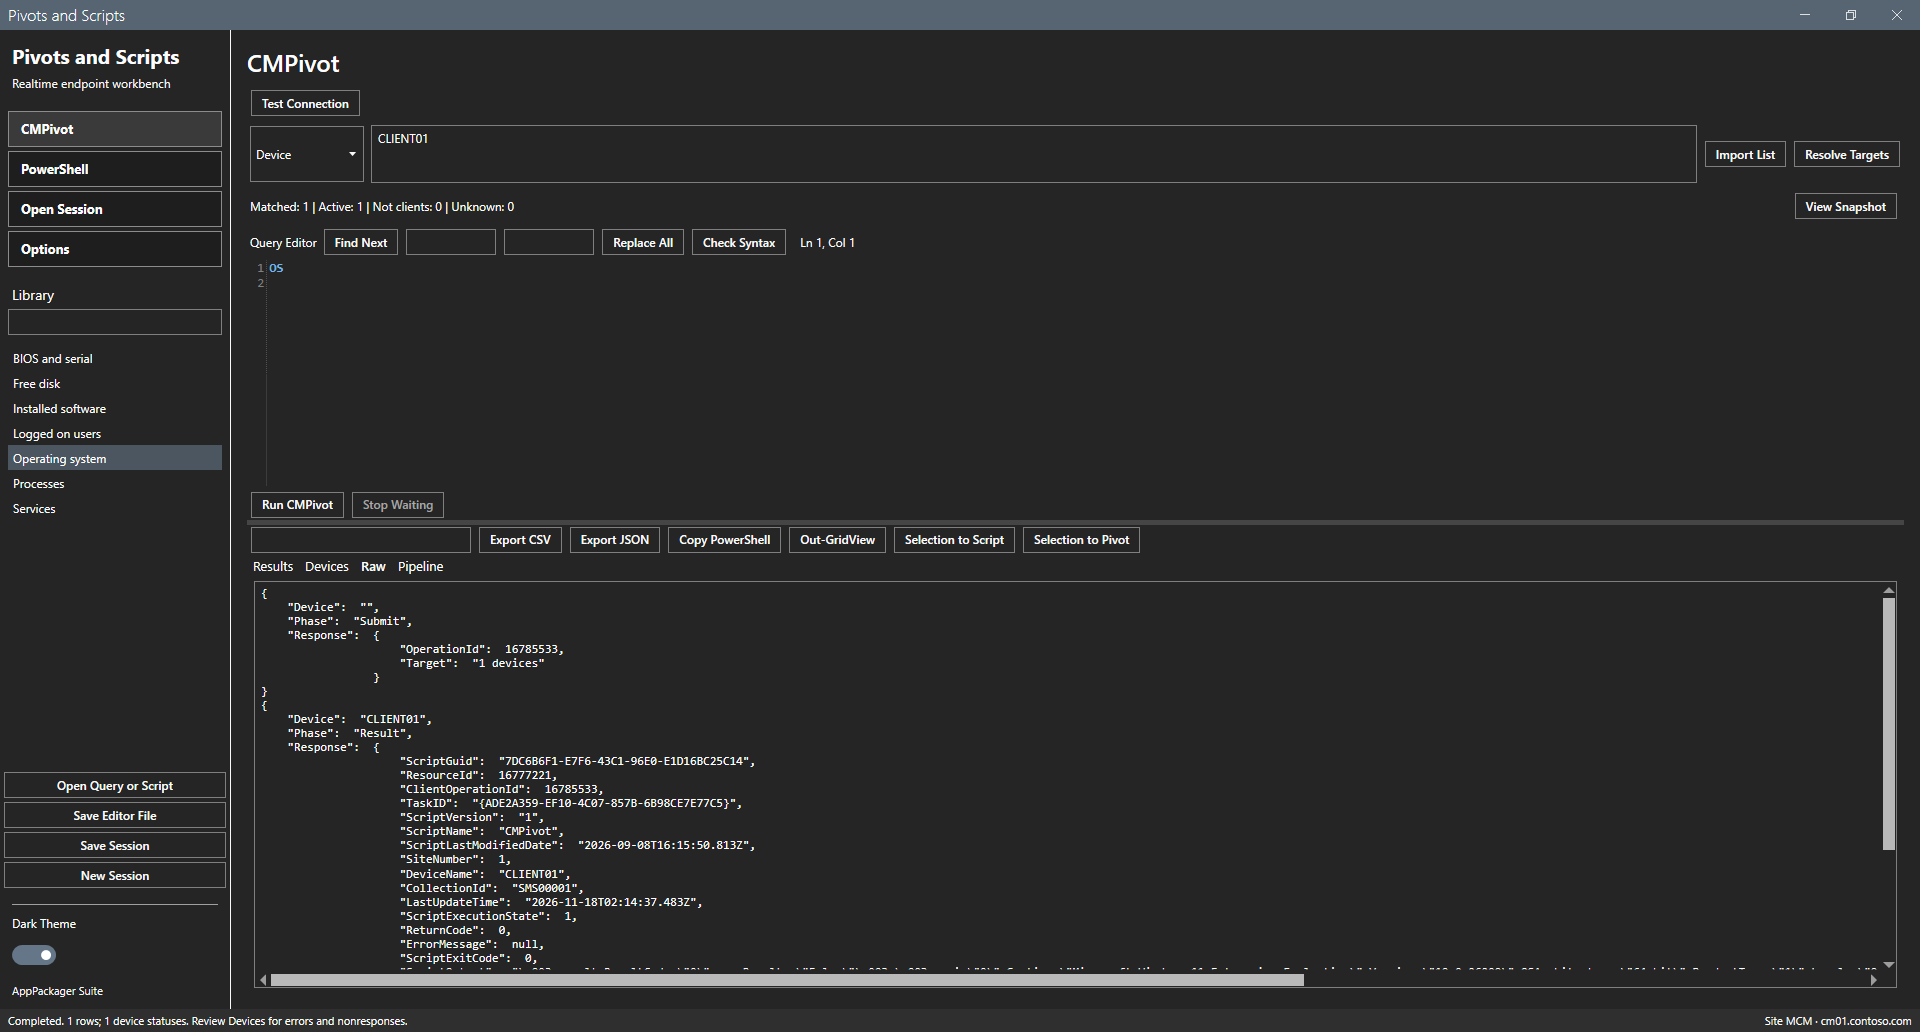 Pivots and Scripts
Pivots and Scripts
Realtime endpoint workbench
CMPivot
PowerShell
Open Session
Options
Library
BIOS and serial
Free disk
Installed software
Logged on users
Operating system
Processes
Services
Open Query or Script
Save Editor File
Save Session
New Session
Dark Theme
AppPackager Suite
CMPivot
Test Connection
Device
CLIENT01
Import List
Resolve Targets
Matched: 1 | Active: 1 | Not clients: 0 | Unknown: 0
View Snapshot
Query Editor
Find Next
Replace All
Check Syntax
Ln 1, Col 1
1 OS
2
Run CMPivot
Stop Waiting
Export CSV
Export JSON
Copy PowerShell
Out-GridView
Selection to Script
Selection to Pivot
Results
Devices
Raw
Pipeline
{
"Device": "",
"Phase": "Submit",
"Response": {
"OperationId": 16785533,
"Target": "1 devices"
}
}
{
"Device": "CLIENT01",
"Phase": "Result",
"Response": {
"ScriptGuid": "7DC6B6F1-E7F6-43C1-96E0-E1D16BC25C14",
"ResourceId": 16777221,
"ClientOperationId": 16785533,
"TaskID": "{ADE2A359-EF10-4C07-857B-6B98CE7E77C5}",
"ScriptVersion": "1",
"ScriptName": "CMPivot",
"ScriptLastModifiedDate": "2026-09-08T16:15:50.813Z",
"SiteNumber": 1,
"DeviceName": "CLIENT01",
"CollectionId": "SMS00001",
"LastUpdateTime": "2026-11-18T02:14:37.483Z",
"ScriptExecutionState": 1,
"ReturnCode": 0,
"ErrorMessage": null,
"ScriptExitCode": 0,
Completed. 1 rows; 1 device statuses. Review Devices for errors and nonresponses.
Site MCM · cm01.contoso.com